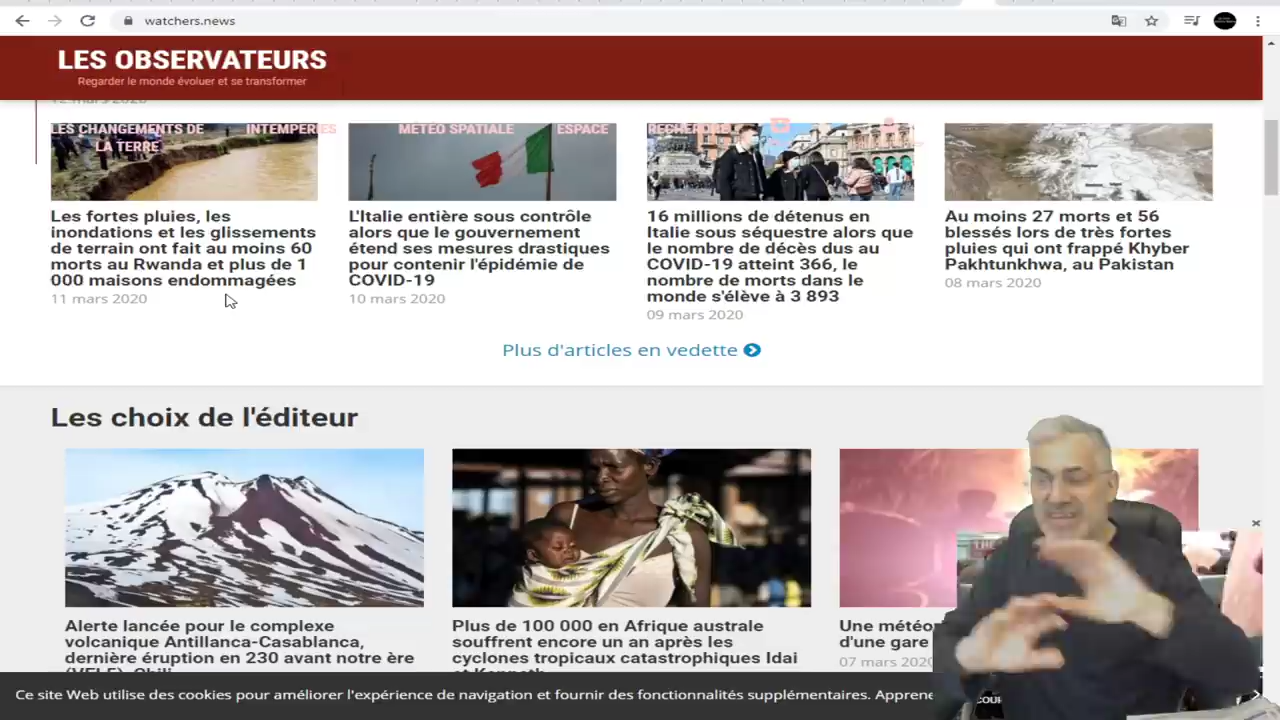 watchers.news
LES OBSERVATEURS
Regarder le monde évoluer et se transformer
12 mars 2020
LES CHANGEMENTS DE
LA TERRE
INTEMPERIES
METEO SPATIALE
ESPACE
RECHERCHE
Les fortes pluies, les
inondations et les glissements
de terrain ont fait au moins 60
morts au Rwanda et plus de 1
000 maisons endommagées
11 mars 2020
L'Italie entière sous contrôle
alors que le gouvernement
étend ses mesures drastiques
pour contenir l'épidémie de
COVID-19
10 mars 2020
16 millions de détenus en
Italie sous séquestre alors que
le nombre de décès dus au
COVID-19 atteint 366, le
nombre de morts dans le
monde s'élève à 3 893
09 mars 2020
Au moins 27 morts et 56
blessés lors de très fortes
pluies qui ont frappé Khyber
Pakhtunkhwa, au Pakistan
08 mars 2020
Plus d'articles en vedette
Les choix de l'éditeur
Alerte lancée pour le complexe
volcanique Antillanca-Casablanca,
dernière éruption en 230 avant notre ère
Plus de 100 000 en Afrique australe
souffrent encore un an après les
cyclones tropicaux catastrophiques Idai
Une météo
d'une gare
07 mars 2020
Ce site Web utilise des cookies pour améliorer l'expérience de navigation et fournir des fonctionnalités supplémentaires. Apprene